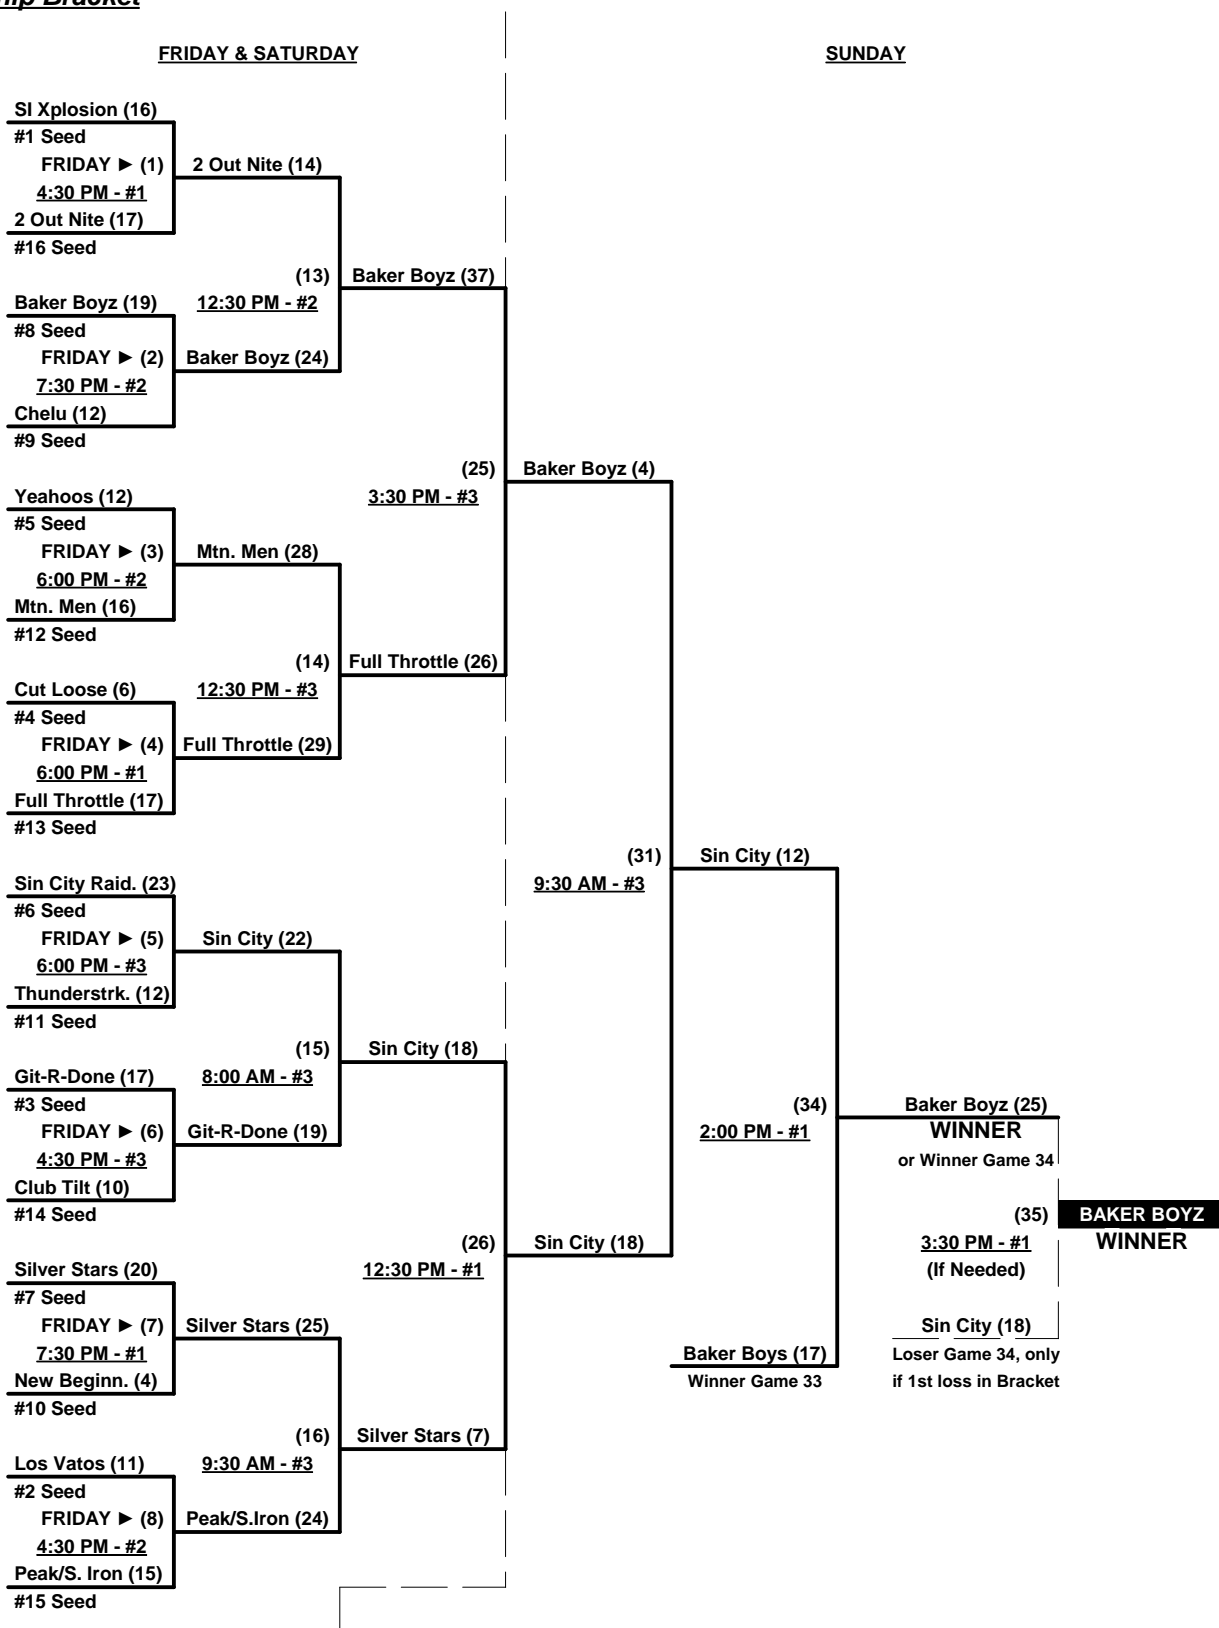 hip Bracket
FRIDAY & SATURDAY
SUNDAY
SI Xplosion (16)
#1 Seed
FRIDAY ► (1)
2 Out Nite (14)
4:30 PM - #1
2 Out Nite (17)
#16 Seed
(13)
Baker Boyz (37)
12:30 PM - #2
Baker Boyz (19)
#8 Seed
FRIDAY ► (2)
Baker Boyz (24)
7:30 PM - #2
Chelu (12)
#9 Seed
(25)
Baker Boyz (4)
3:30 PM - #3
Yeahoos (12)
#5 Seed
FRIDAY ► (3)
Mtn. Men (28)
6:00 PM - #2
Mtn. Men (16)
#12 Seed
(14)
Full Throttle (26)
12:30 PM - #3
Cut Loose (6)
#4 Seed
FRIDAY ► (4)
Full Throttle (29)
6:00 PM - #1
Full Throttle (17)
#13 Seed
(31)
Sin City (12)
9:30 AM - #3
Sin City Raid. (23)
#6 Seed
FRIDAY ► (5)
Sin City (22)
6:00 PM - #3
Thunderstrk. (12)
#11 Seed
(15)
Sin City (18)
8:00 AM - #3
Git-R-Done (17)
#3 Seed
FRIDAY ► (6)
Git-R-Done (19)
4:30 PM - #3
Club Tilt (10)
#14 Seed
(34)
Baker Boyz (25)
2:00 PM - #1
WINNER
or Winner Game 34
(35)
BAKER BOYZ
3:30 PM - #1
WINNER
(If Needed)
(26)
Sin City (18)
12:30 PM - #1
Silver Stars (20)
#7 Seed
FRIDAY ► (7)
Silver Stars (25)
7:30 PM - #1
New Beginn. (4)
#10 Seed
Sin City (18)
Loser Game 34, only
if 1st loss in Bracket
Baker Boys (17)
Winner Game 33
(16)
Silver Stars (7)
9:30 AM - #3
Los Vatos (11)
#2 Seed
FRIDAY ► (8)
Peak/S.Iron (24)
4:30 PM - #2
Peak/S. Iron (15)
#15 Seed